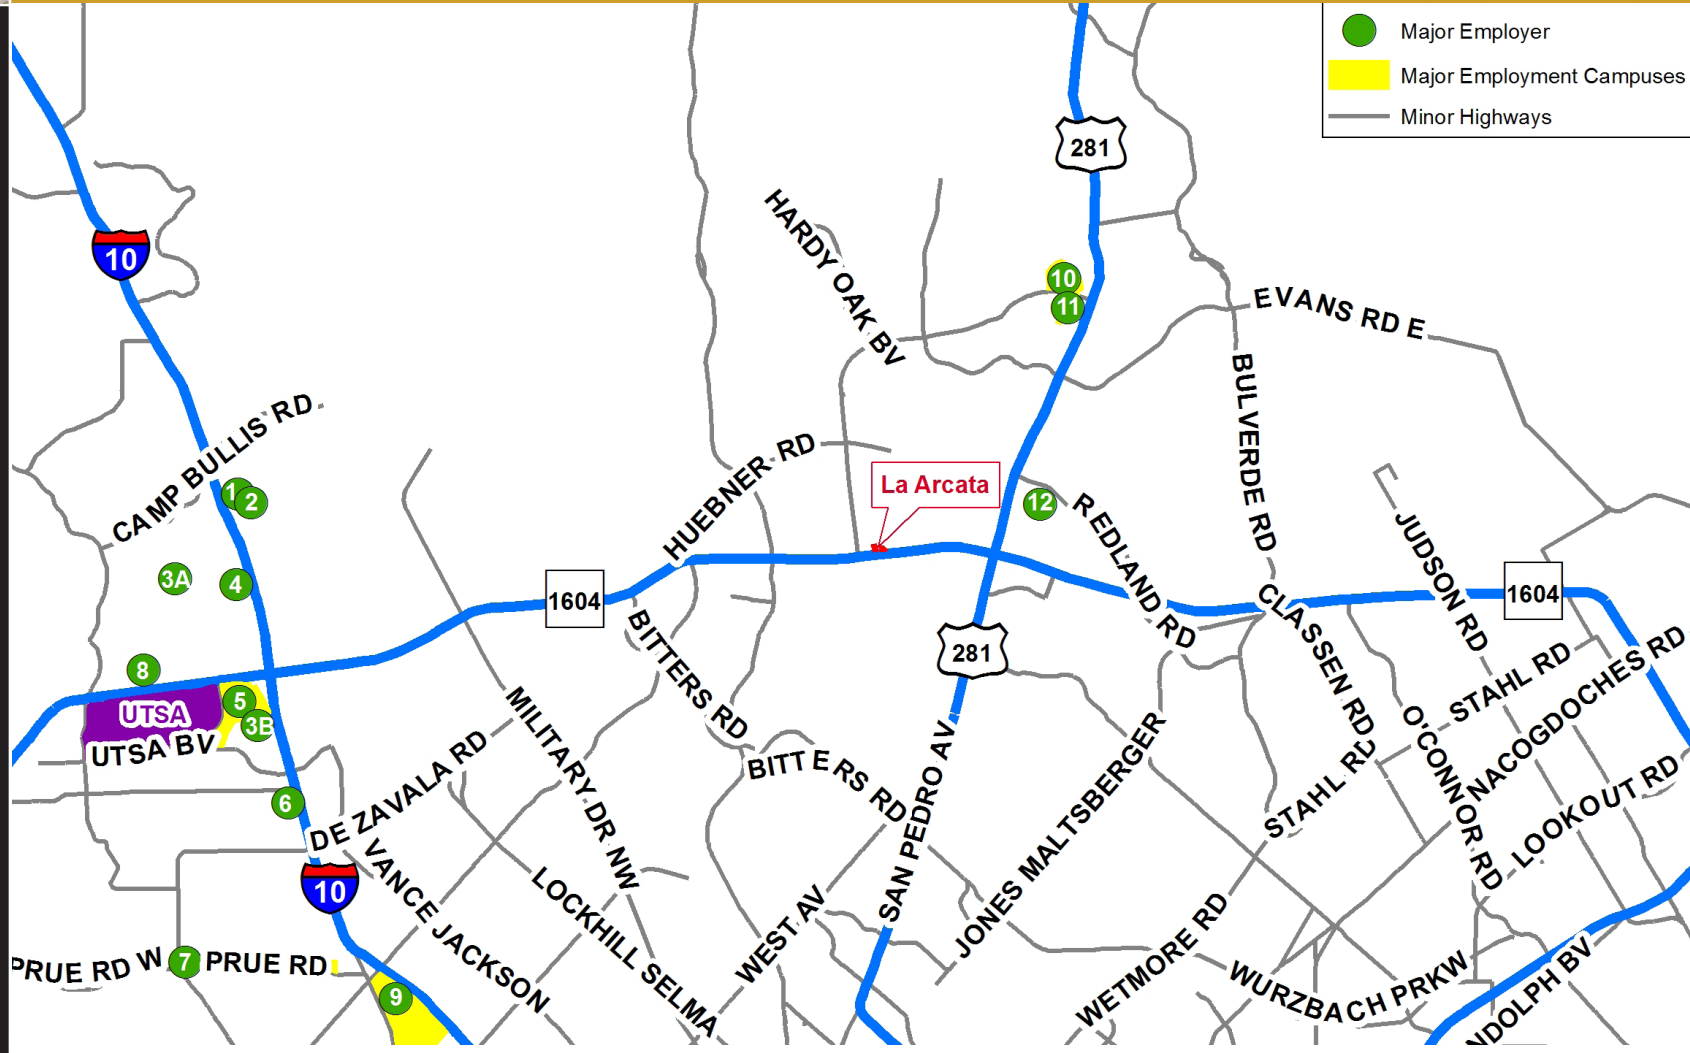 Major Employer
Major Employment Campuses
Minor Highways
281
HARDY OAK BV
10
10
11
EVANS RD E
BULVERDE RD
CAMP BULLIS RD
HUEBNER RD
La Arcata
1
2
12
REDLAND RD
JUDSON RD
3A
4
1604
1604
CLASSEN RD
BITTERS RD
281
STAHL RD
NACOGDOCHES RD
8
5
UTSA
3B
UTSA BV
MILITARY DR NW
DE ZAVALA RD
BITTERS RD
SAN PEDRO AV
JONES MALTSBERGER
STAHL RD
O'CONNOR RD
LOOKOUT RD
6
VANCE JACKSON
10
LOCKHILL SELMA
WEST AV
WETMORE RD
WURZBACH PRKW
NDOLPH BV
PRUE RD W
7
PRUE RD
9